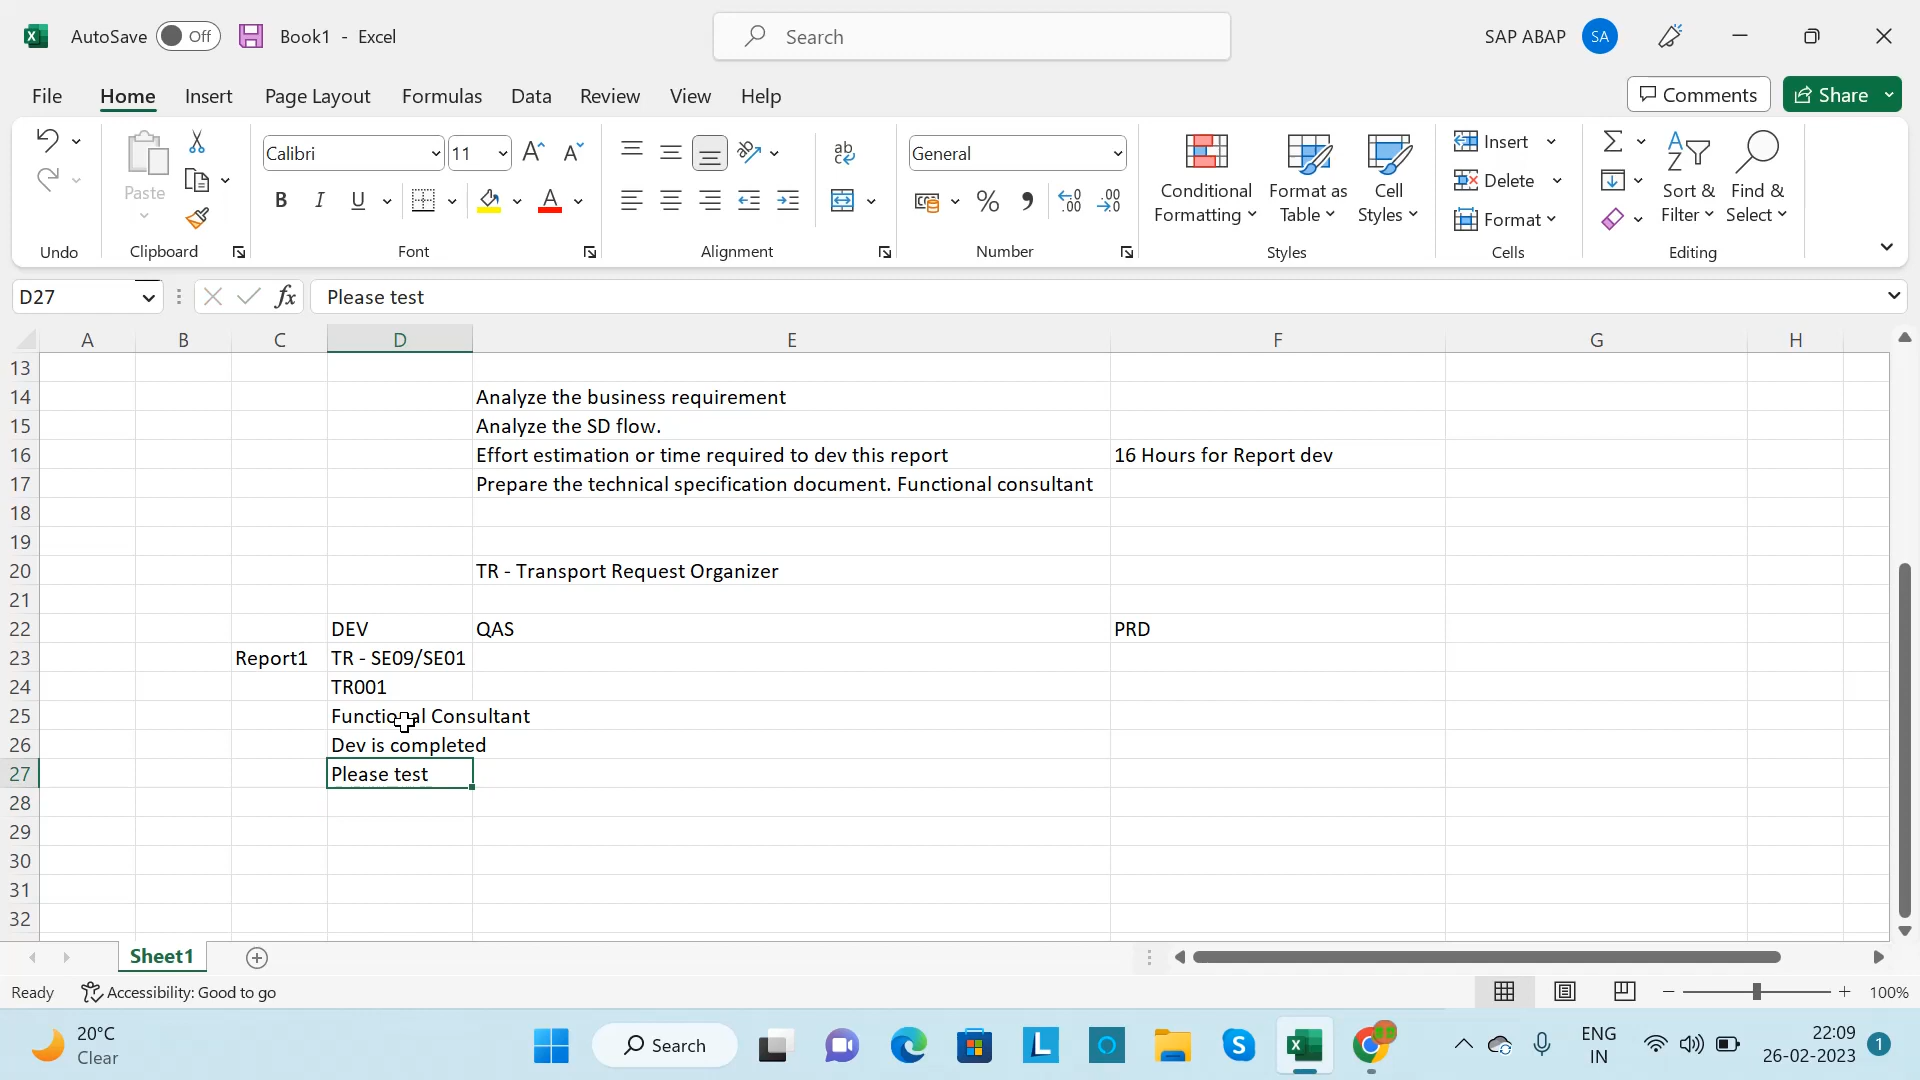 AutoSave Off Book1 - Excel Search SAP ABAP SA
File Home Insert Page Layout Formulas Data Review View Help Comments Share
Paste Calibri 11 General Conditional Formatting Format as Table Cell Styles Insert Delete Format Sort & Filter Find & Select
Undo Clipboard Font Alignment Number Styles Cells Editing
D27 fx Please test
A B C D E F G H
13
14 Analyze the business requirement
15 Analyze the SD flow.
16 Effort estimation or time required to dev this report 16 Hours for Report dev
17 Prepare the technical specification document. Functional consultant
18
19
20 TR - Transport Request Organizer
21
22 DEV QAS PRD
23 Report1 TR - SE09/SE01
24 TR001
25 Functional Consultant
26 Dev is completed
27 Please test
28
29
30
31
32
Sheet1
Ready Accessibility: Good to go 100%
20°C
Clear
Search
ENG
IN
22:09
26-02-2023
1